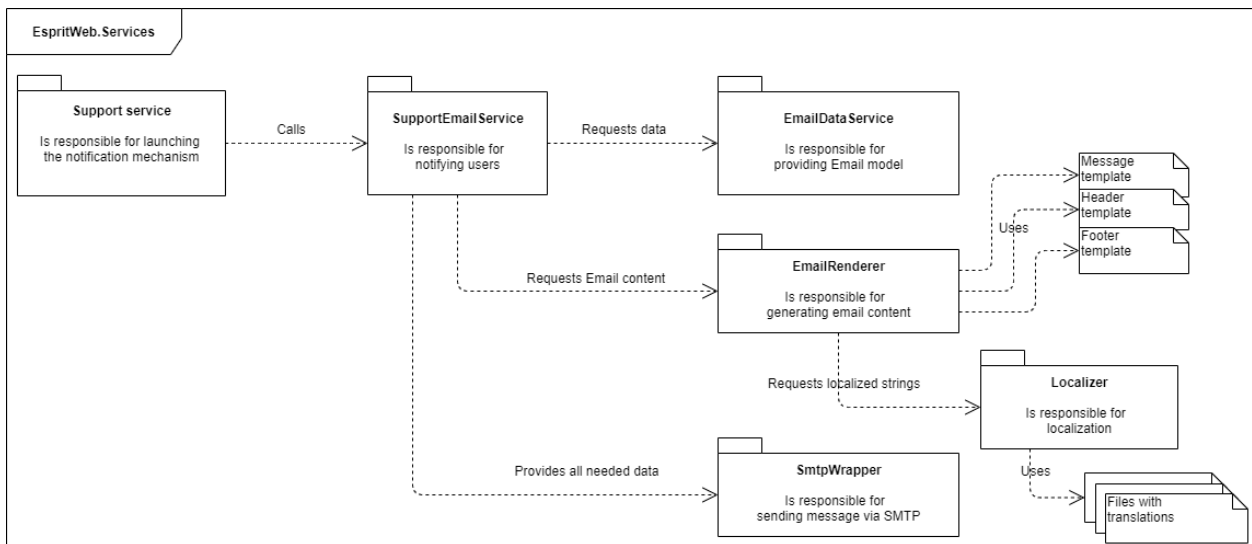 EspritWeb.Services
Support service
Is responsible for launching
the notification mechanism
Calls
SupportEmailService
Is responsible for
notifying users
Requests data
EmailDataService
Is responsible for
providing Email model
Message
template
Header
template
Footer
template
Uses
Requests Email content
EmailRenderer
Is responsible for
generating email content
Requests localized strings
Localizer
Is responsible for
localization
Provides all needed data
SmtpWrapper
Is responsible for
sending message via SMTP
Uses
Files with
translations